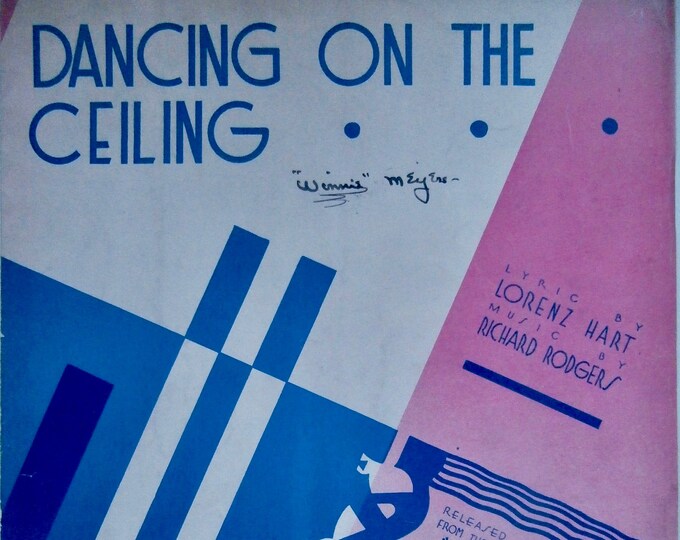 DANCING ON THE
CEILING . . .
"Winnie" Meyers-
LYRIC BY
LORENZ HART
MUSIC BY
RICHARD RODGERS
RELEASED
FROM THE